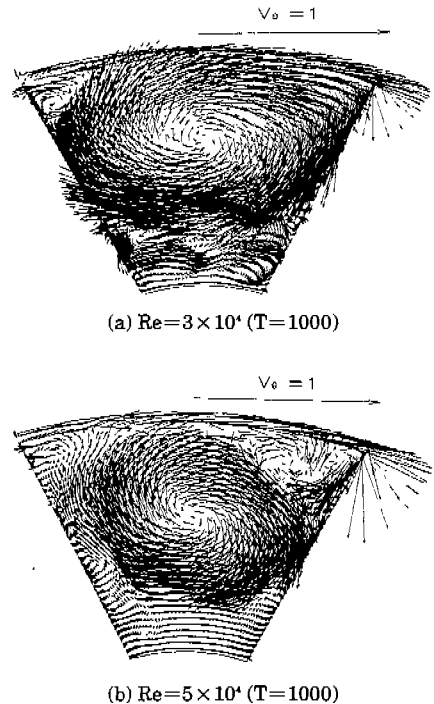 V₀ = 1
(a) Re=3×10⁴ (T=1000)
V₀ = 1
(b) Re=5×10⁴ (T=1000)